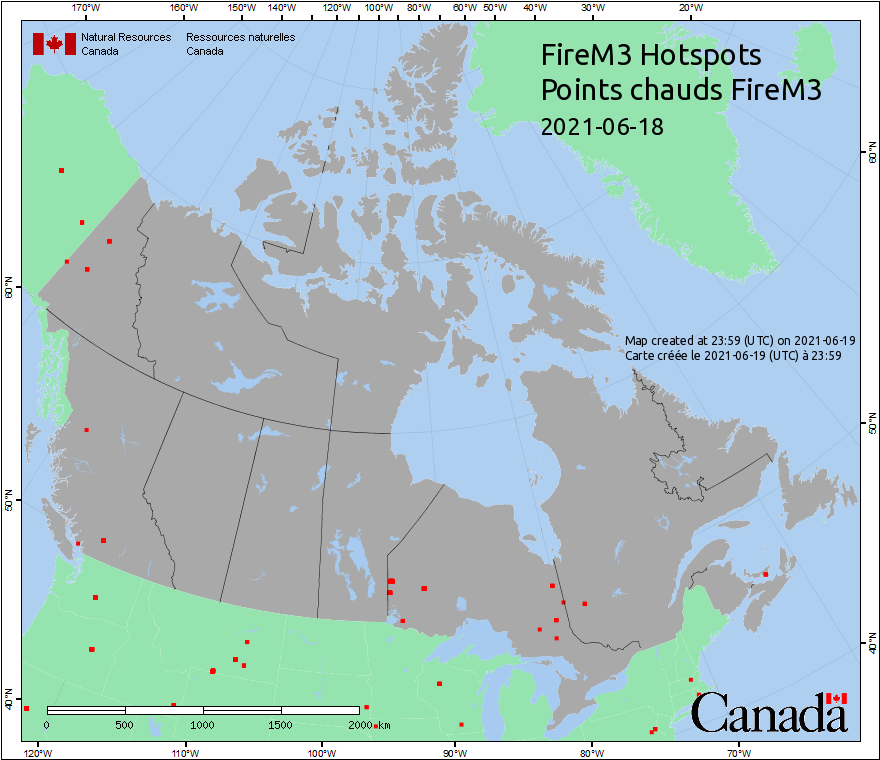 170°W 160°W 150°W 140°W 130°W 120°W 110°W 100°W 90°W 80°W 60°W 50°W 40°W 30°W 20°W
Natural Resources Ressources naturelles
Canada Canada
FireM3 Hotspots
Points chauds FireM3
2021-06-18
60°N
60°N
Map created at 23:59 (UTC) on 2021-06-19
Carte créée le 2021-06-19 (UTC) à 23:59
50°N
50°N
40°N
40°N
Canada
0 500 1000 1500 2000 km
120°W 110°W 100°W 90°W 80°W 70°W